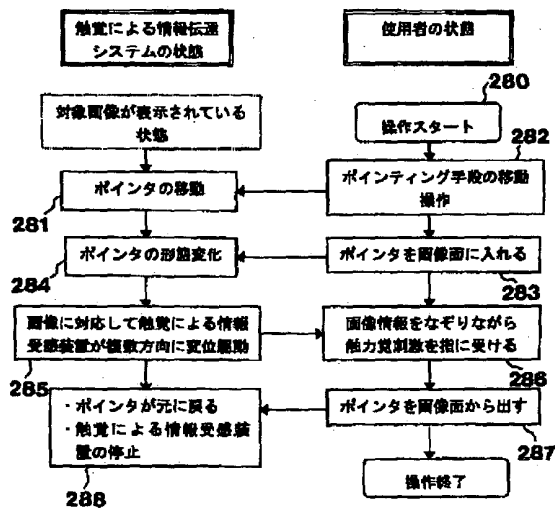 触覚による情報伝達
システムの状態
使用者の状態
280
対象画像が表示されている
状態
操作スタート
282
ポインタの移動
281
ポインティング手段の移動
操作
ポインタの形態変化
284
ポインタを画像面に入れる
283
画像に対応して触覚による情報
受感装置が複数方向に変位駆動
285
画像情報をなぞりながら
触力覚刺激を指に受ける
286
・ポインタが元に戻る
・触覚による情報受感装
置の停止
288
ポインタを画像面から出す
287
操作終了